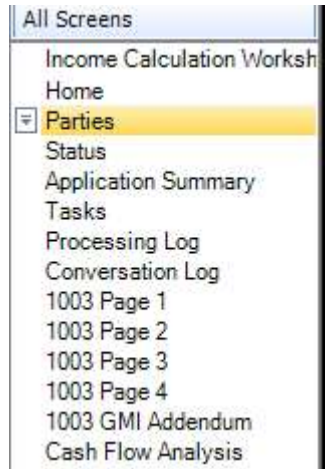 All Screens
Income Calculation Worksh
Home
Parties
Status
Application Summary
Tasks
Processing Log
Conversation Log
1003 Page 1
1003 Page 2
1003 Page 3
1003 Page 4
1003 GMI Addendum
Cash Flow Analysis